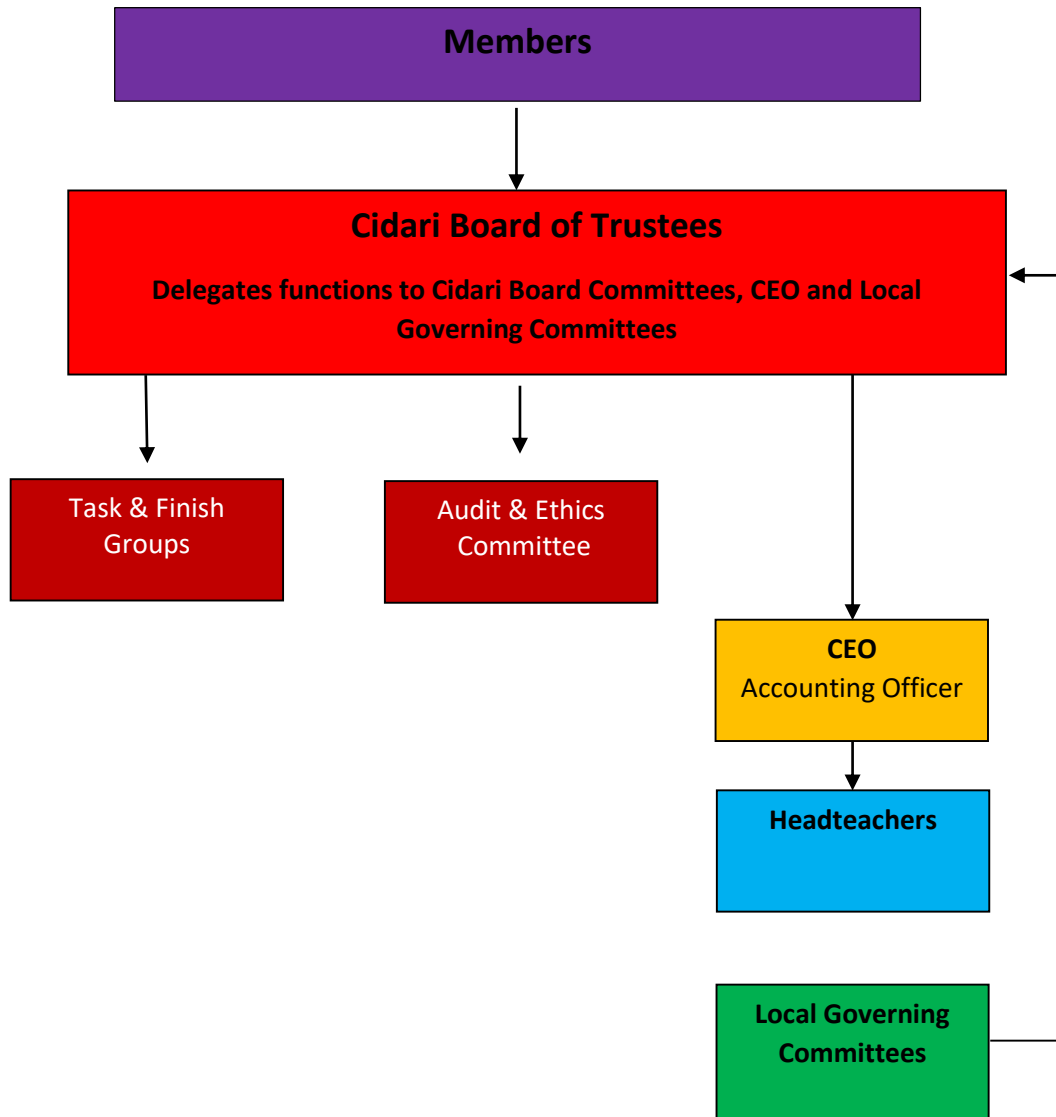 Members
Cidari Board of Trustees
Delegates functions to Cidari Board Committees, CEO and Local
Governing Committees
Task & Finish
Groups
Audit & Ethics
Committee
CEO
Accounting Officer
Headteachers
Local Governing
Committees